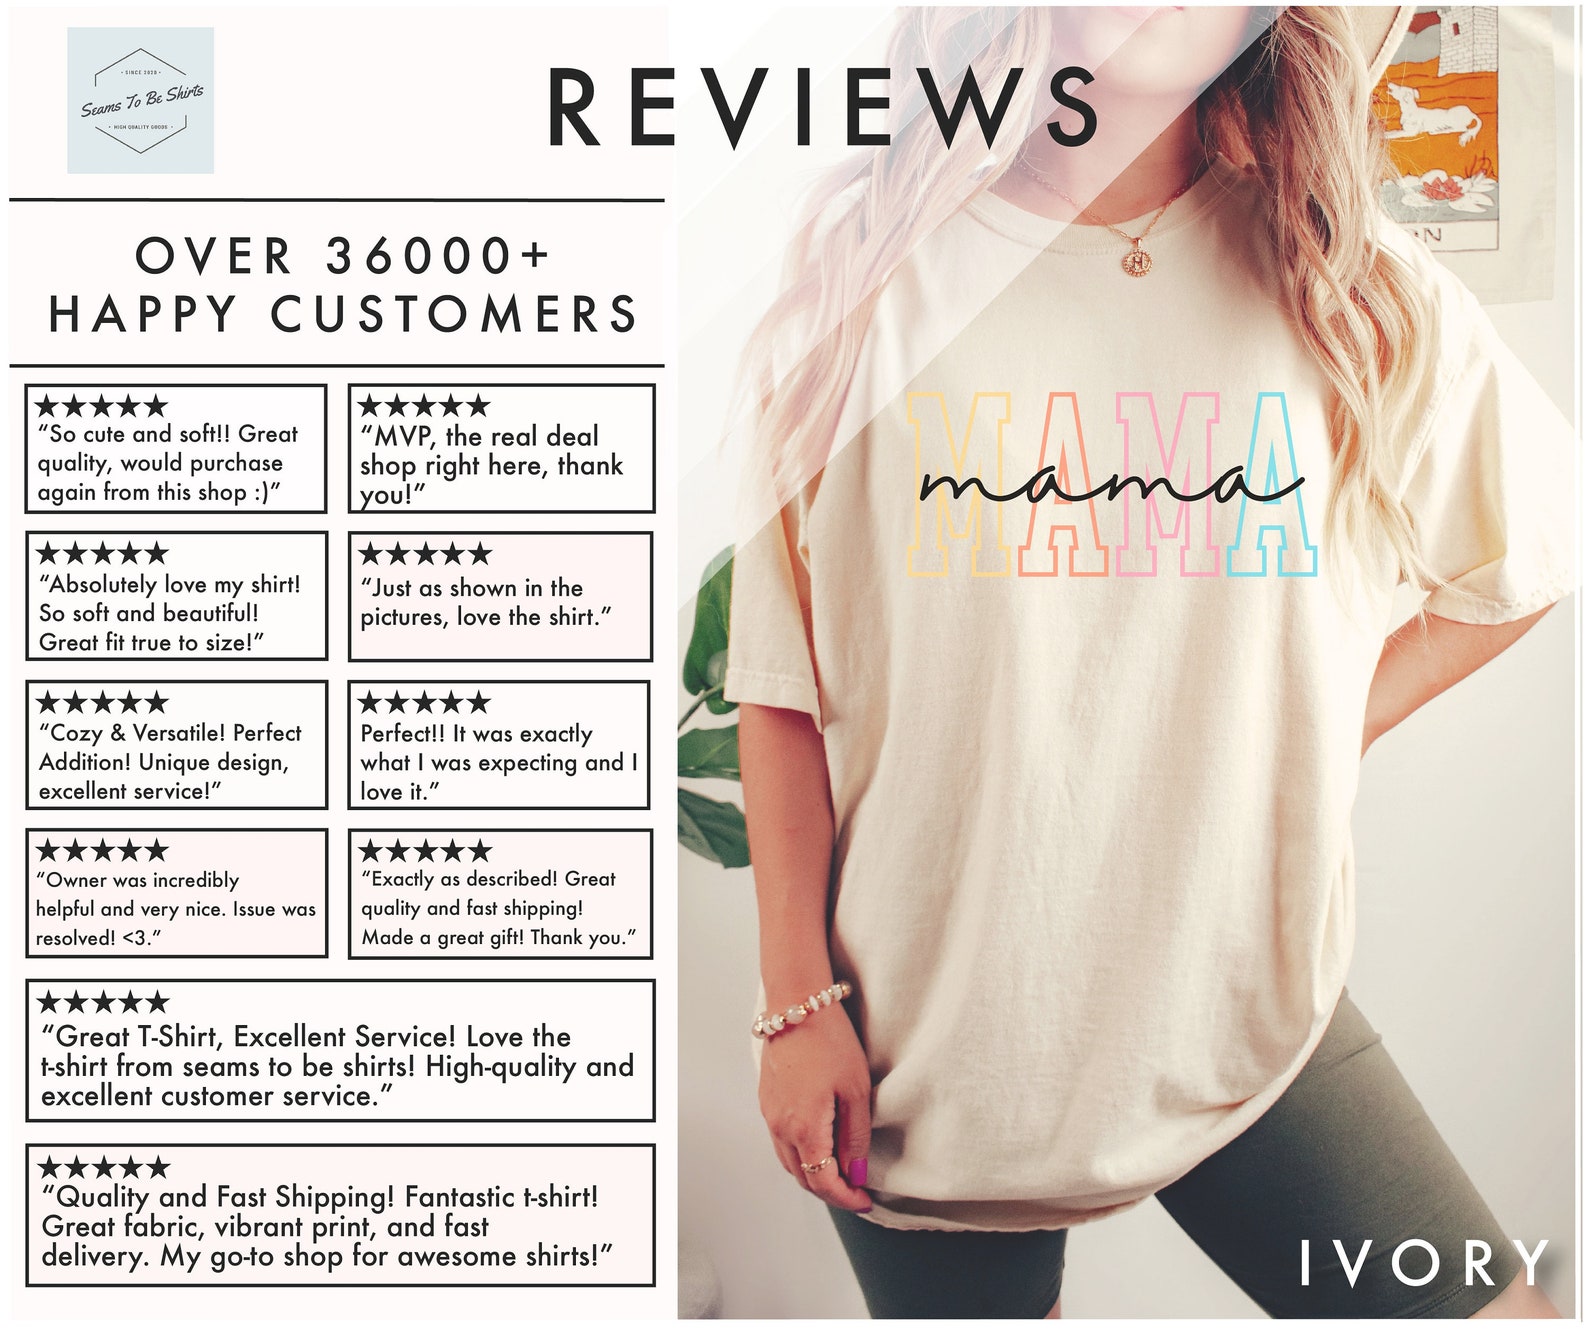 · SINCE 2020 ·
Seams To Be Shirts
· HIGH QUALITY GOODS ·
REVIEWS
OVER 36000+
HAPPY CUSTOMERS
★★★★★
“So cute and soft!! Great
quality, would purchase
again from this shop :)”
★★★★★
“MVP, the real deal
shop right here, thank
you!”
★★★★★
“Absolutely love my shirt!
So soft and beautiful!
Great fit true to size!”
★★★★★
“Just as shown in the
pictures, love the shirt.”
★★★★★
“Cozy & Versatile! Perfect
Addition! Unique design,
excellent service!”
★★★★★
Perfect!! It was exactly
what I was expecting and I
love it.”
★★★★★
“Owner was incredibly
helpful and very nice. Issue was
resolved! <3.”
★★★★★
“Exactly as described! Great
quality and fast shipping!
Made a great gift! Thank you.”
★★★★★
“Great T-Shirt, Excellent Service! Love the
t-shirt from seams to be shirts! High-quality and
excellent customer service.”
★★★★★
“Quality and Fast Shipping! Fantastic t-shirt!
Great fabric, vibrant print, and fast
delivery. My go-to shop for awesome shirts!”
MAMA
mama
IVORY